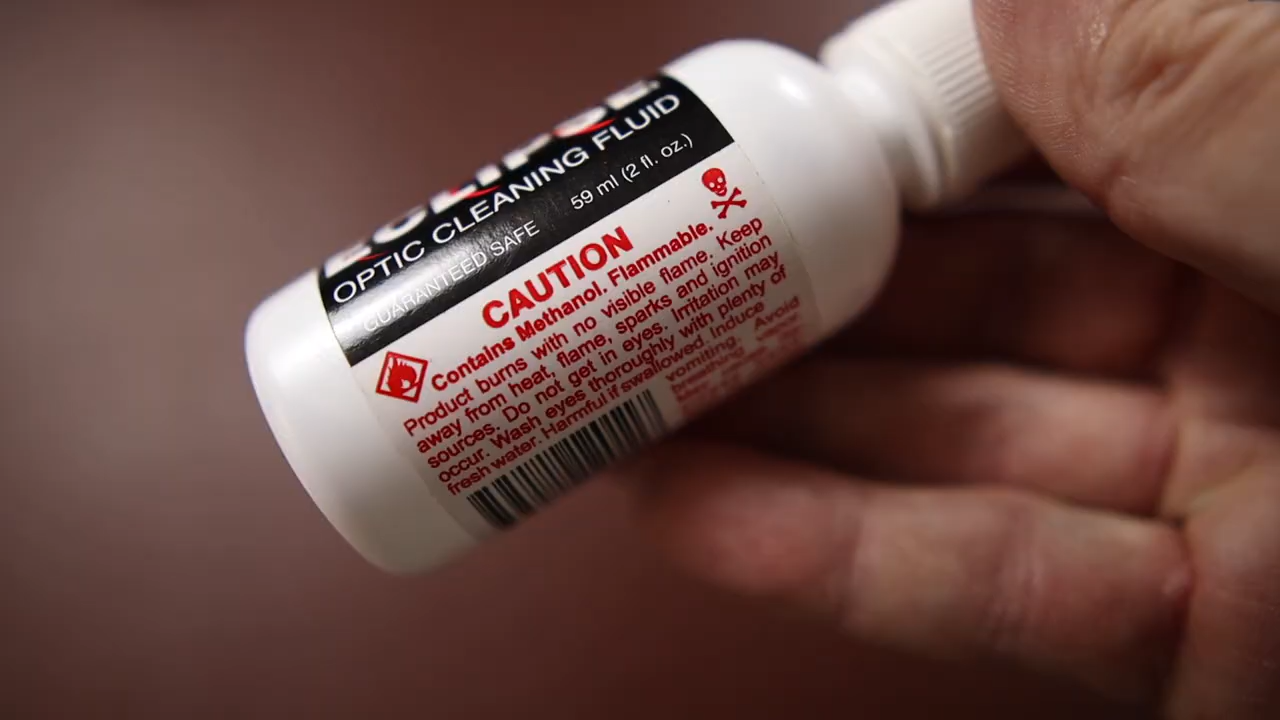 ECLIPSE
OPTIC CLEANING FLUID
GUARANTEED SAFE 59 ml (2 fl. oz.)
CAUTION
Contains Methanol. Flammable.
Product burns with no visible flame. Keep
away from heat, flame, sparks and ignition
sources. Do not get in eyes. Irritation may
occur. Wash eyes thoroughly with plenty of
fresh water. Harmful if swallowed. Induce
vomiting. Avoid
breathing vapor.